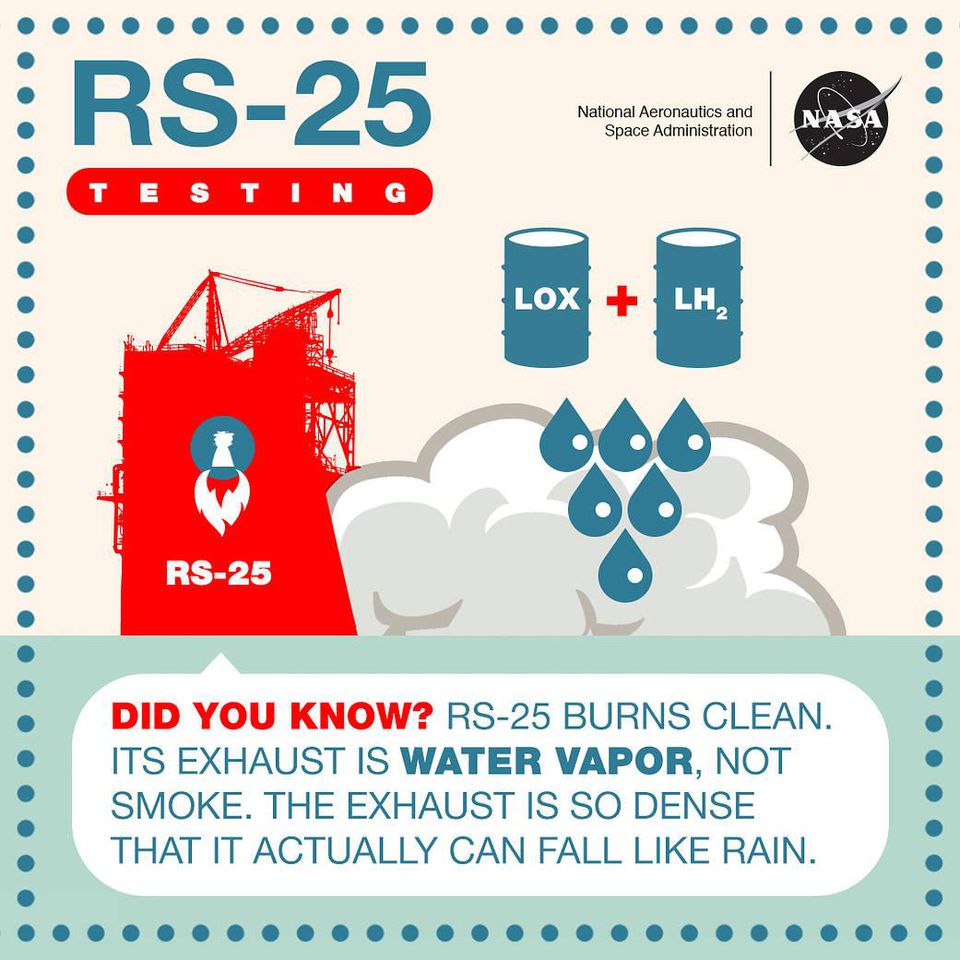 RS-25
TESTING
National Aeronautics and
Space Administration
NASA
LOX + LH₂
RS-25
DID YOU KNOW? RS-25 BURNS CLEAN.
ITS EXHAUST IS WATER VAPOR, NOT
SMOKE. THE EXHAUST IS SO DENSE
THAT IT ACTUALLY CAN FALL LIKE RAIN.